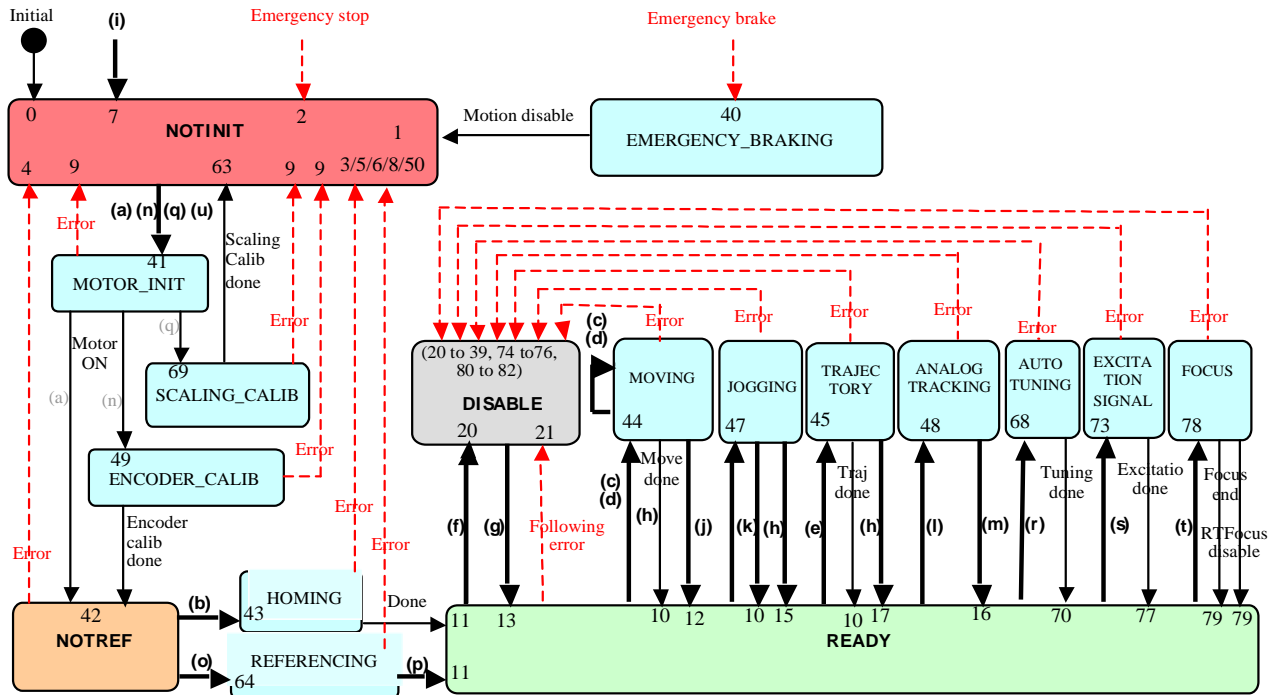 Initial
(i)
Emergency stop
Emergency brake
0
7
2
NOTINIT
1
4
9
63
9
9
3/5/6/8/50
Motion disable
40
EMERGENCY_BRAKING
Error
(a) (n) (q) (u)
Scaling
Calib
done
41
MOTOR_INIT
(q)
Motor
ON
(a)
(n)
69
SCALING_CALIB
Error
Error
49
ENCODER_CALIB
Encoder
calib
done
Error
Error
Error
(20 to 39, 74 to76,
80 to 82)
DISABLE
20
21
(c)
(d)
Error
Error
Error
Error
Error
Error
Error
MOVING
44
JOGGING
47
TRAJEC
TORY
45
ANALOG
TRACKING
48
AUTO
TUNING
68
EXCITA
TION
SIGNAL
73
FOCUS
78
(f)
(g)
Following
error
(c)
(d)
Move
done
(h)
(j)
(k)
(h)
(e)
Traj
done
(h)
(l)
(m)
(r)
Tuning
done
Excitatio
done
(s)
(t)
Focus
end
RTFocus
disable
42
NOTREF
(b)
HOMING
43
Done
(o)
REFERENCING
64
(p)
11
13
10
12
10
15
10
17
16
70
77
79
79
READY
11